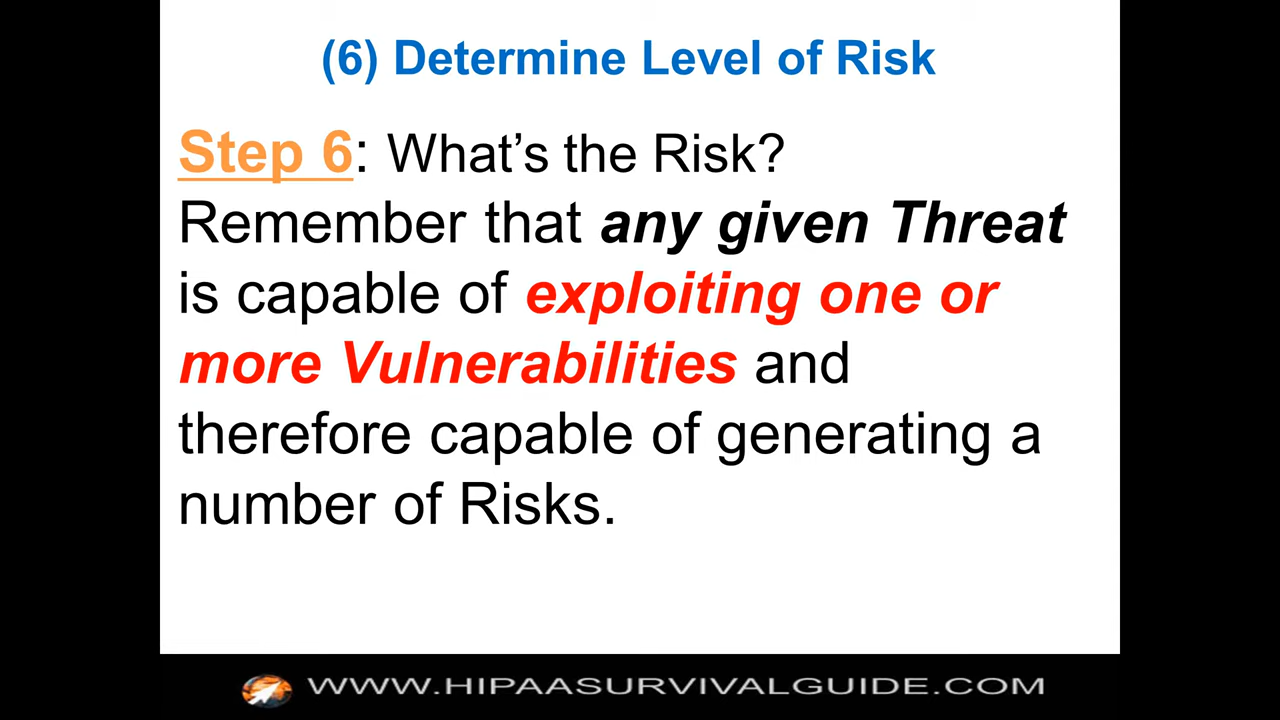 (6) Determine Level of Risk
Step 6: What’s the Risk?
Remember that any given Threat
is capable of exploiting one or
more Vulnerabilities and
therefore capable of generating a
number of Risks.
WWW.HIPAASURVIVALGUIDE.COM